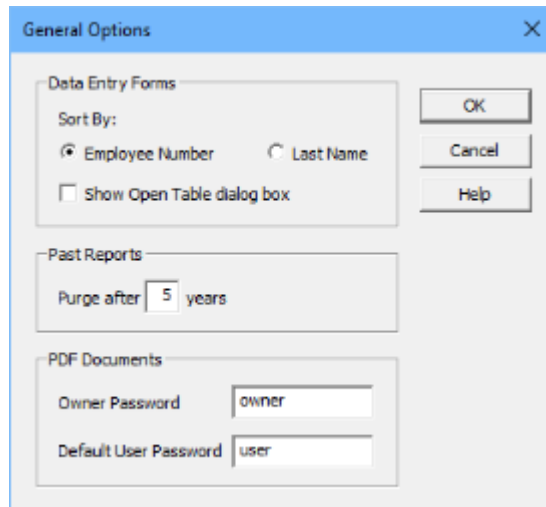 General Options
Data Entry Forms
Sort By:
Employee Number Last Name
Show Open Table dialog box
OK
Cancel
Help
Past Reports
Purge after 5 years
PDF Documents
Owner Password owner
Default User Password user